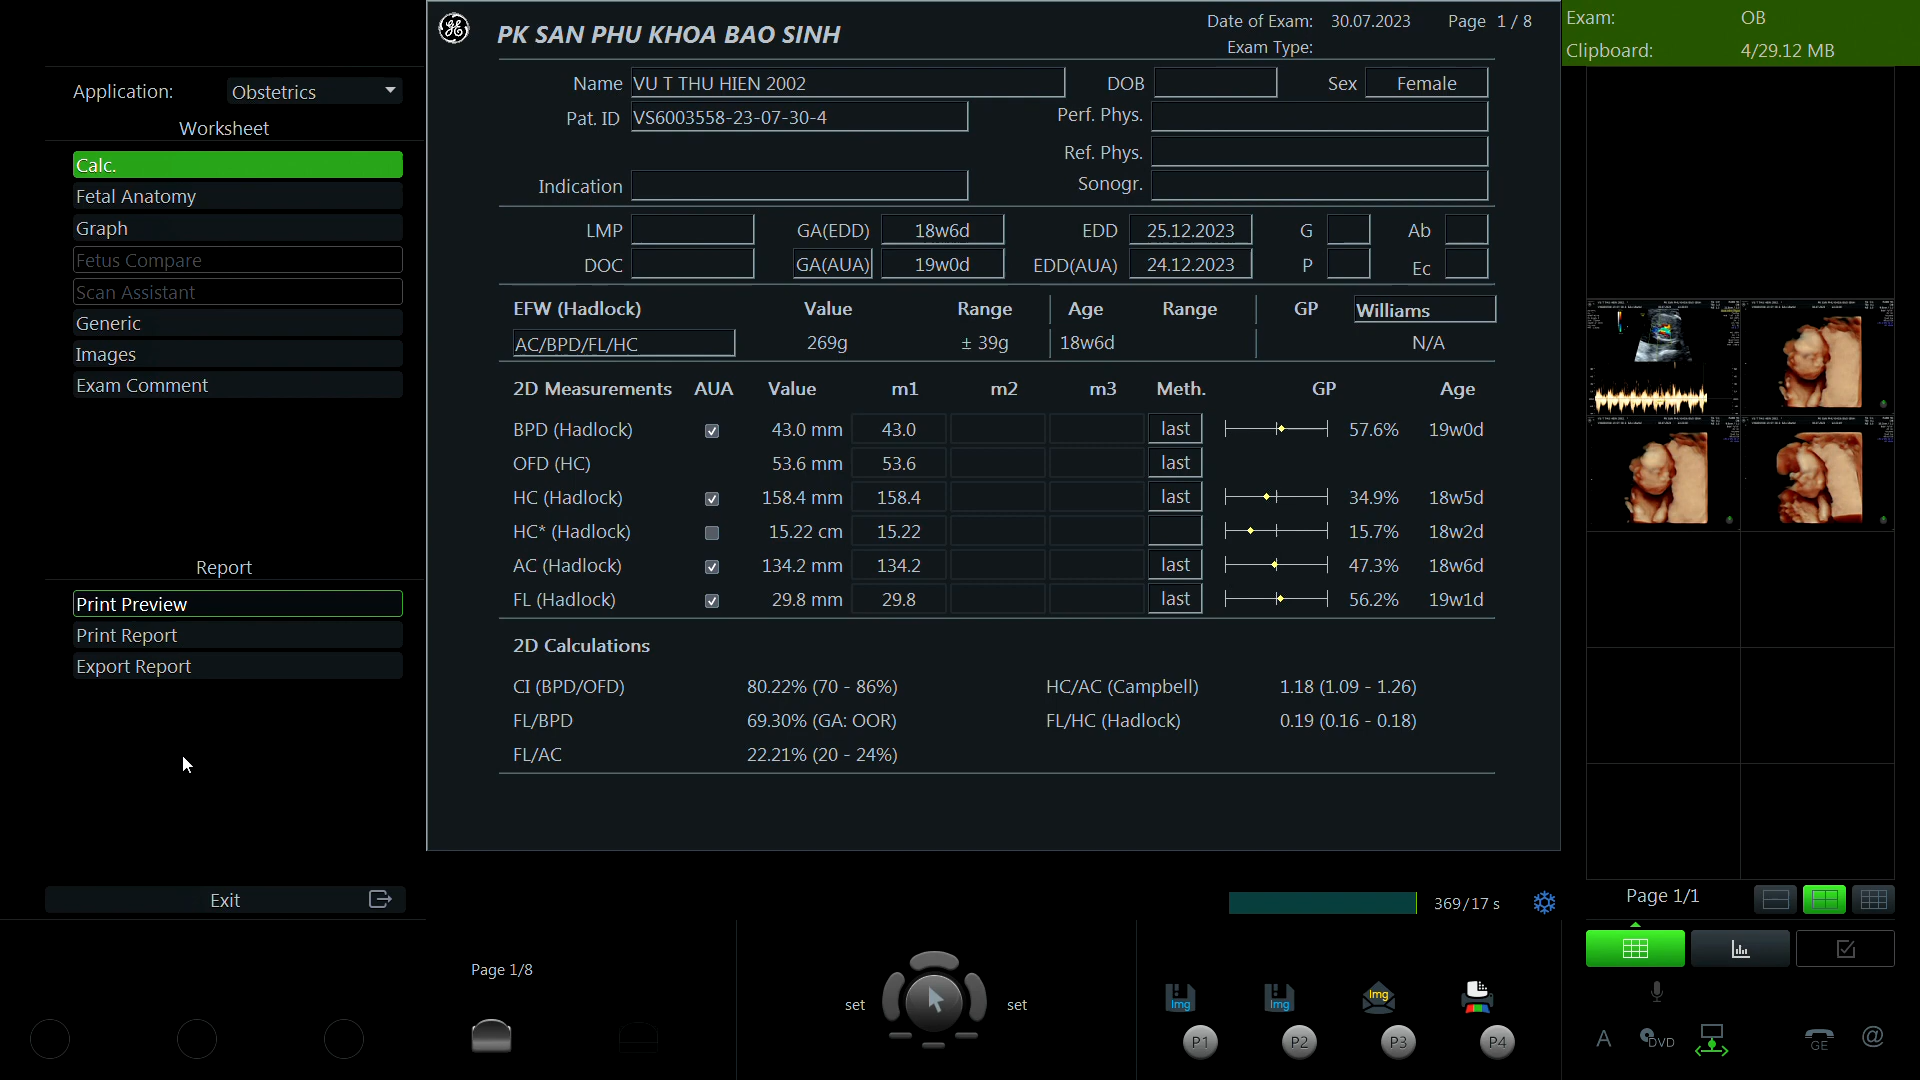 PK SAN PHU KHOA BAO SINH
Date of Exam: 30.07.2023 Page 1 / 8
Exam Type:
Exam: OB
Clipboard: 4/29.12 MB
Application: Obstetrics
Worksheet
Calc.
Fetal Anatomy
Graph
Fetus Compare
Scan Assistant
Generic
Images
Exam Comment
Report
Print Preview
Print Report
Export Report
Exit
Name VU T THU HIEN 2002 DOB Sex Female
Pat. ID VS6003558-23-07-30-4 Perf. Phys.
Ref. Phys.
Indication Sonogr.
LMP GA(EDD) 18w6d EDD 25.12.2023 G Ab
DOC GA(AUA) 19w0d EDD(AUA) 24.12.2023 P Ec
EFW (Hadlock) Value Range Age Range GP Williams
AC/BPD/FL/HC 269g ± 39g 18w6d N/A
2D Measurements AUA Value m1 m2 m3 Meth. GP Age
BPD (Hadlock) 43.0 mm 43.0 last 57.6% 19w0d
OFD (HC) 53.6 mm 53.6 last
HC (Hadlock) 158.4 mm 158.4 last 34.9% 18w5d
HC* (Hadlock) 15.22 cm 15.22 15.7% 18w2d
AC (Hadlock) 134.2 mm 134.2 last 47.3% 18w6d
FL (Hadlock) 29.8 mm 29.8 last 56.2% 19w1d
2D Calculations
CI (BPD/OFD) 80.22% (70 - 86%) HC/AC (Campbell) 1.18 (1.09 - 1.26)
FL/BPD 69.30% (GA: OOR) FL/HC (Hadlock) 0.19 (0.16 - 0.18)
FL/AC 22.21% (20 - 24%)
369/17 s
Page 1/1
Page 1/8
set set
Img Img Img
P1 P2 P3 P4
A DVD GE @